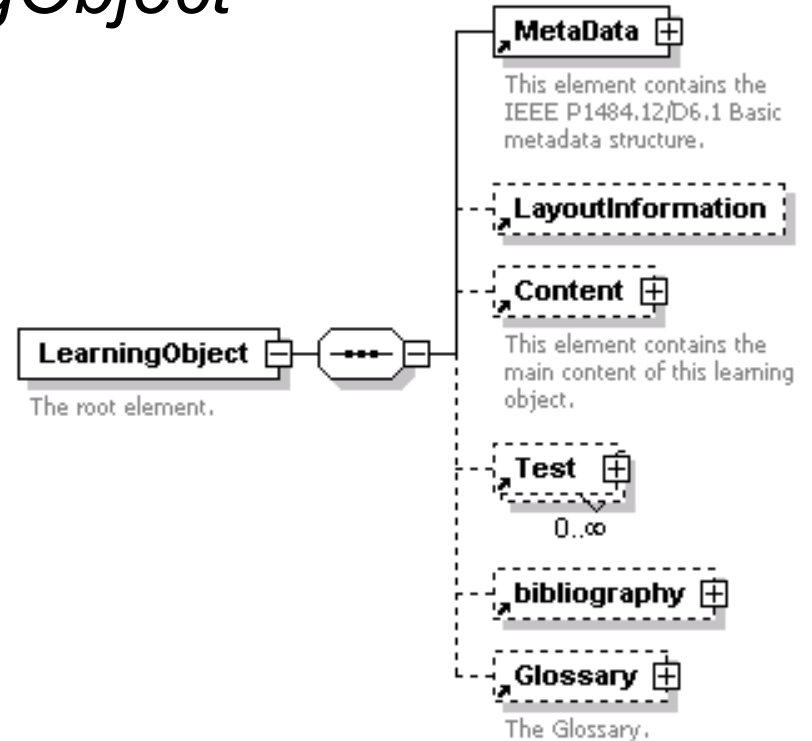 gObject
MetaData
This element contains the
IEEE P1484.12/D6.1 Basic
metadata structure.
LayoutInformation
Content
This element contains the
main content of this learning
object.
LearningObject
The root element.
Test
0..∞
bibliography
Glossary
The Glossary.